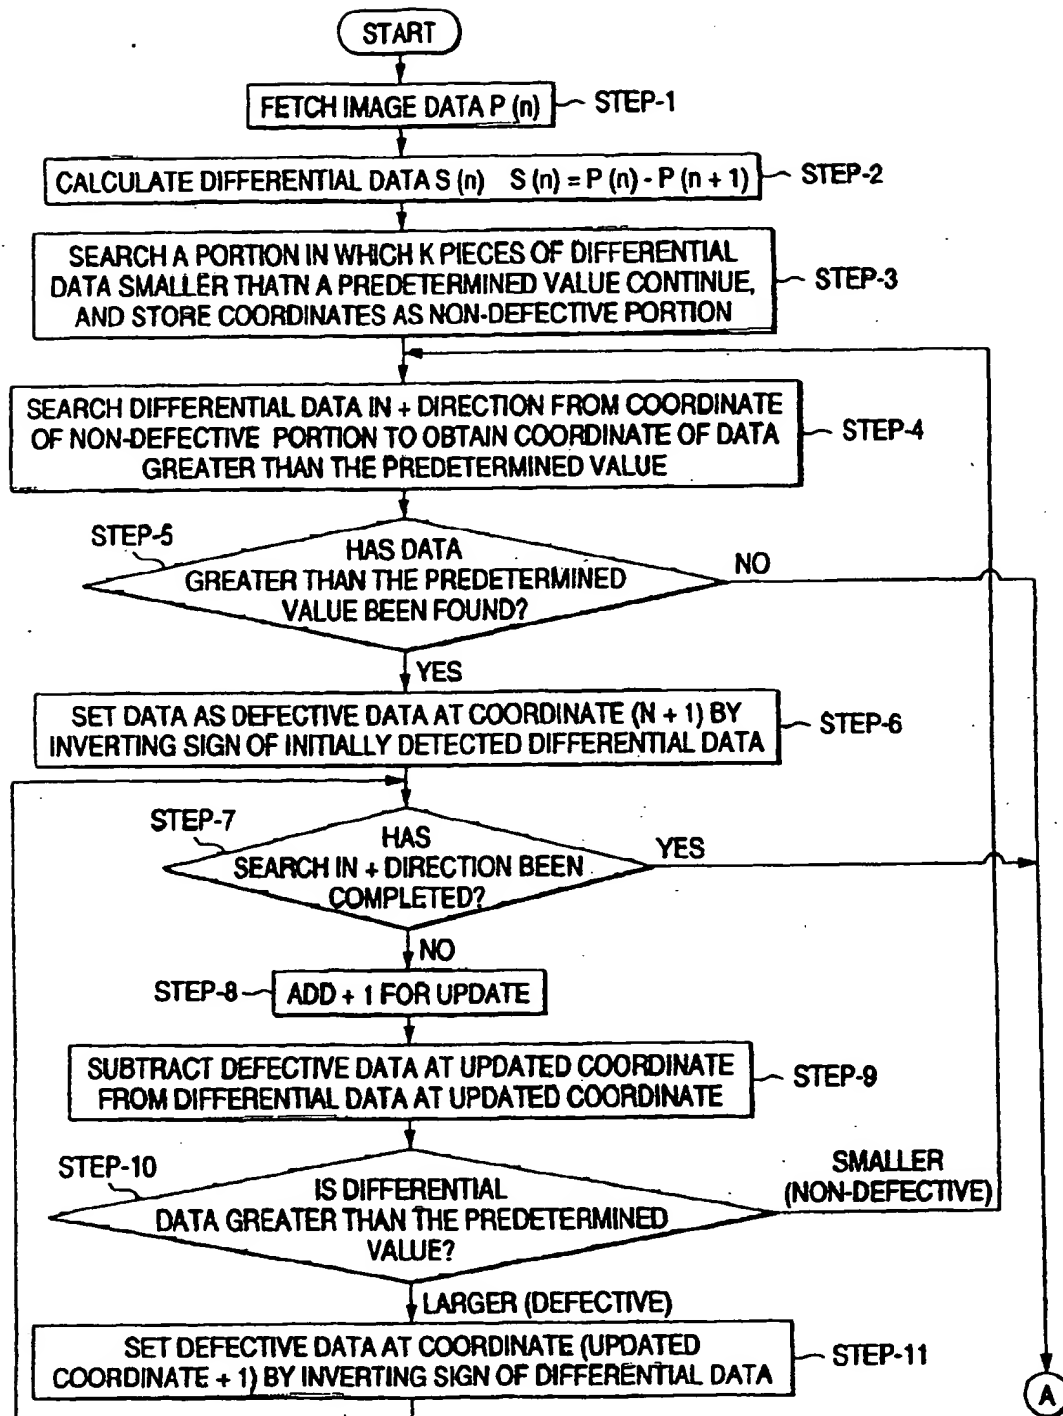 START
FETCH IMAGE DATA P (n)
STEP-1
CALCULATE DIFFERENTIAL DATA S (n) S (n) = P (n) - P (n + 1)
STEP-2
SEARCH A PORTION IN WHICH K PIECES OF DIFFERENTIAL
DATA SMALLER THATN A PREDETERMINED VALUE CONTINUE,
AND STORE COORDINATES AS NON-DEFECTIVE PORTION
STEP-3
SEARCH DIFFERENTIAL DATA IN + DIRECTION FROM COORDINATE
OF NON-DEFECTIVE PORTION TO OBTAIN COORDINATE OF DATA
GREATER THAN THE PREDETERMINED VALUE
STEP-4
STEP-5
HAS DATA
GREATER THAN THE PREDETERMINED
VALUE BEEN FOUND?
NO
YES
SET DATA AS DEFECTIVE DATA AT COORDINATE (N + 1) BY
INVERTING SIGN OF INITIALLY DETECTED DIFFERENTIAL DATA
STEP-6
STEP-7
HAS
SEARCH IN + DIRECTION BEEN
COMPLETED?
YES
NO
STEP-8
ADD + 1 FOR UPDATE
SUBTRACT DEFECTIVE DATA AT UPDATED COORDINATE
FROM DIFFERENTIAL DATA AT UPDATED COORDINATE
STEP-9
STEP-10
IS DIFFERENTIAL
DATA GREATER THAN THE PREDETERMINED
VALUE?
SMALLER
(NON-DEFECTIVE)
LARGER (DEFECTIVE)
SET DEFECTIVE DATA AT COORDINATE (UPDATED
COORDINATE + 1) BY INVERTING SIGN OF DIFFERENTIAL DATA
STEP-11
A